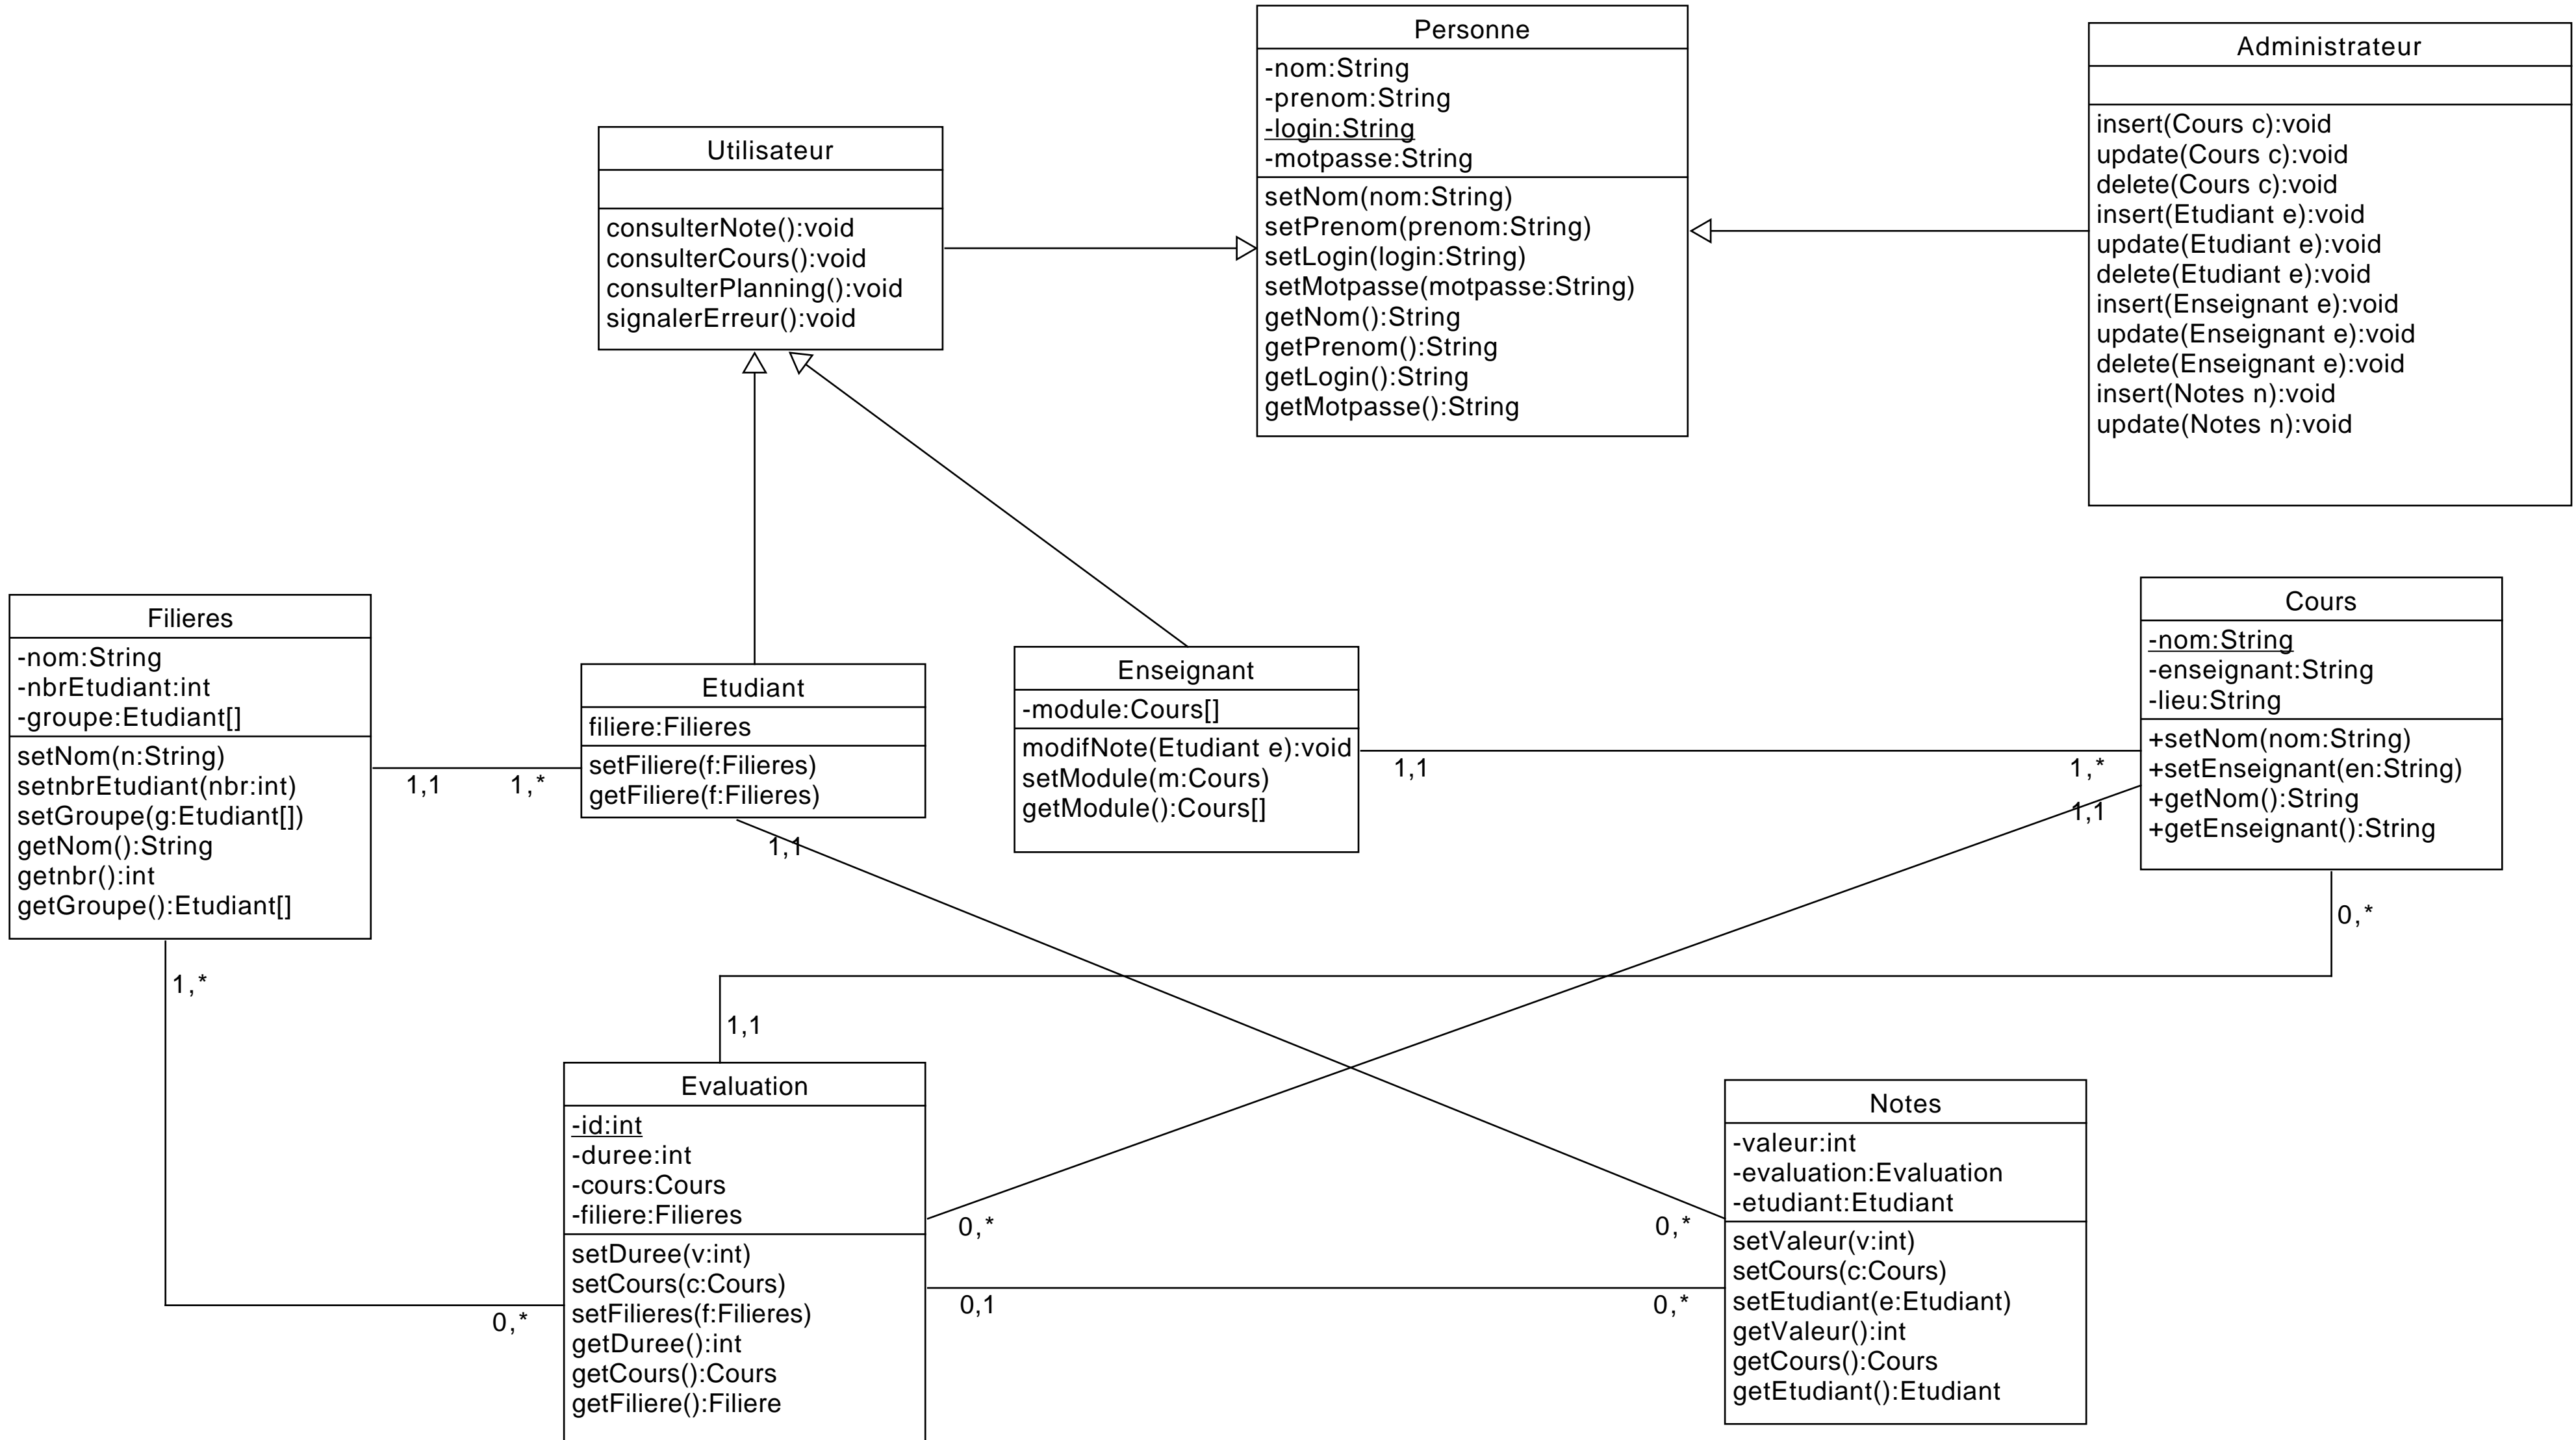 Personne
-nom:String
-prenom:String
-login:String
-motpasse:String
setNom(nom:String)
setPrenom(prenom:String)
setLogin(login:String)
setMotpasse(motpasse:String)
getNom():String
getPrenom():String
getLogin():String
getMotpasse():String
Administrateur
insert(Cours c):void
update(Cours c):void
delete(Cours c):void
insert(Etudiant e):void
update(Etudiant e):void
delete(Etudiant e):void
insert(Enseignant e):void
update(Enseignant e):void
delete(Enseignant e):void
insert(Notes n):void
update(Notes n):void
Utilisateur
consulterNote():void
consulterCours():void
consulterPlanning():void
signalerErreur():void
Filieres
-nom:String
-nbrEtudiant:int
-groupe:Etudiant[]
setNom(n:String)
setnbrEtudiant(nbr:int)
setGroupe(g:Etudiant[])
getNom():String
getnbr():int
getGroupe():Etudiant[]
1,1
1,*
Etudiant
filiere:Filieres
setFiliere(f:Filieres)
getFiliere(f:Filieres)
1,1
Enseignant
-module:Cours[]
modifNote(Etudiant e):void
setModule(m:Cours)
getModule():Cours[]
1,1
1,*
1,1
Cours
-nom:String
-enseignant:String
-lieu:String
+setNom(nom:String)
+setEnseignant(en:String)
+getNom():String
+getEnseignant():String
0,*
1,*
1,1
Evaluation
-id:int
-duree:int
-cours:Cours
-filiere:Filieres
setDuree(v:int)
setCours(c:Cours)
setFilieres(f:Filieres)
getDuree():int
getCours():Cours
getFiliere():Filiere
0,*
0,*
0,*
0,1
0,*
Notes
-valeur:int
-evaluation:Evaluation
-etudiant:Etudiant
setValeur(v:int)
setCours(c:Cours)
setEtudiant(e:Etudiant)
getValeur():int
getCours():Cours
getEtudiant():Etudiant